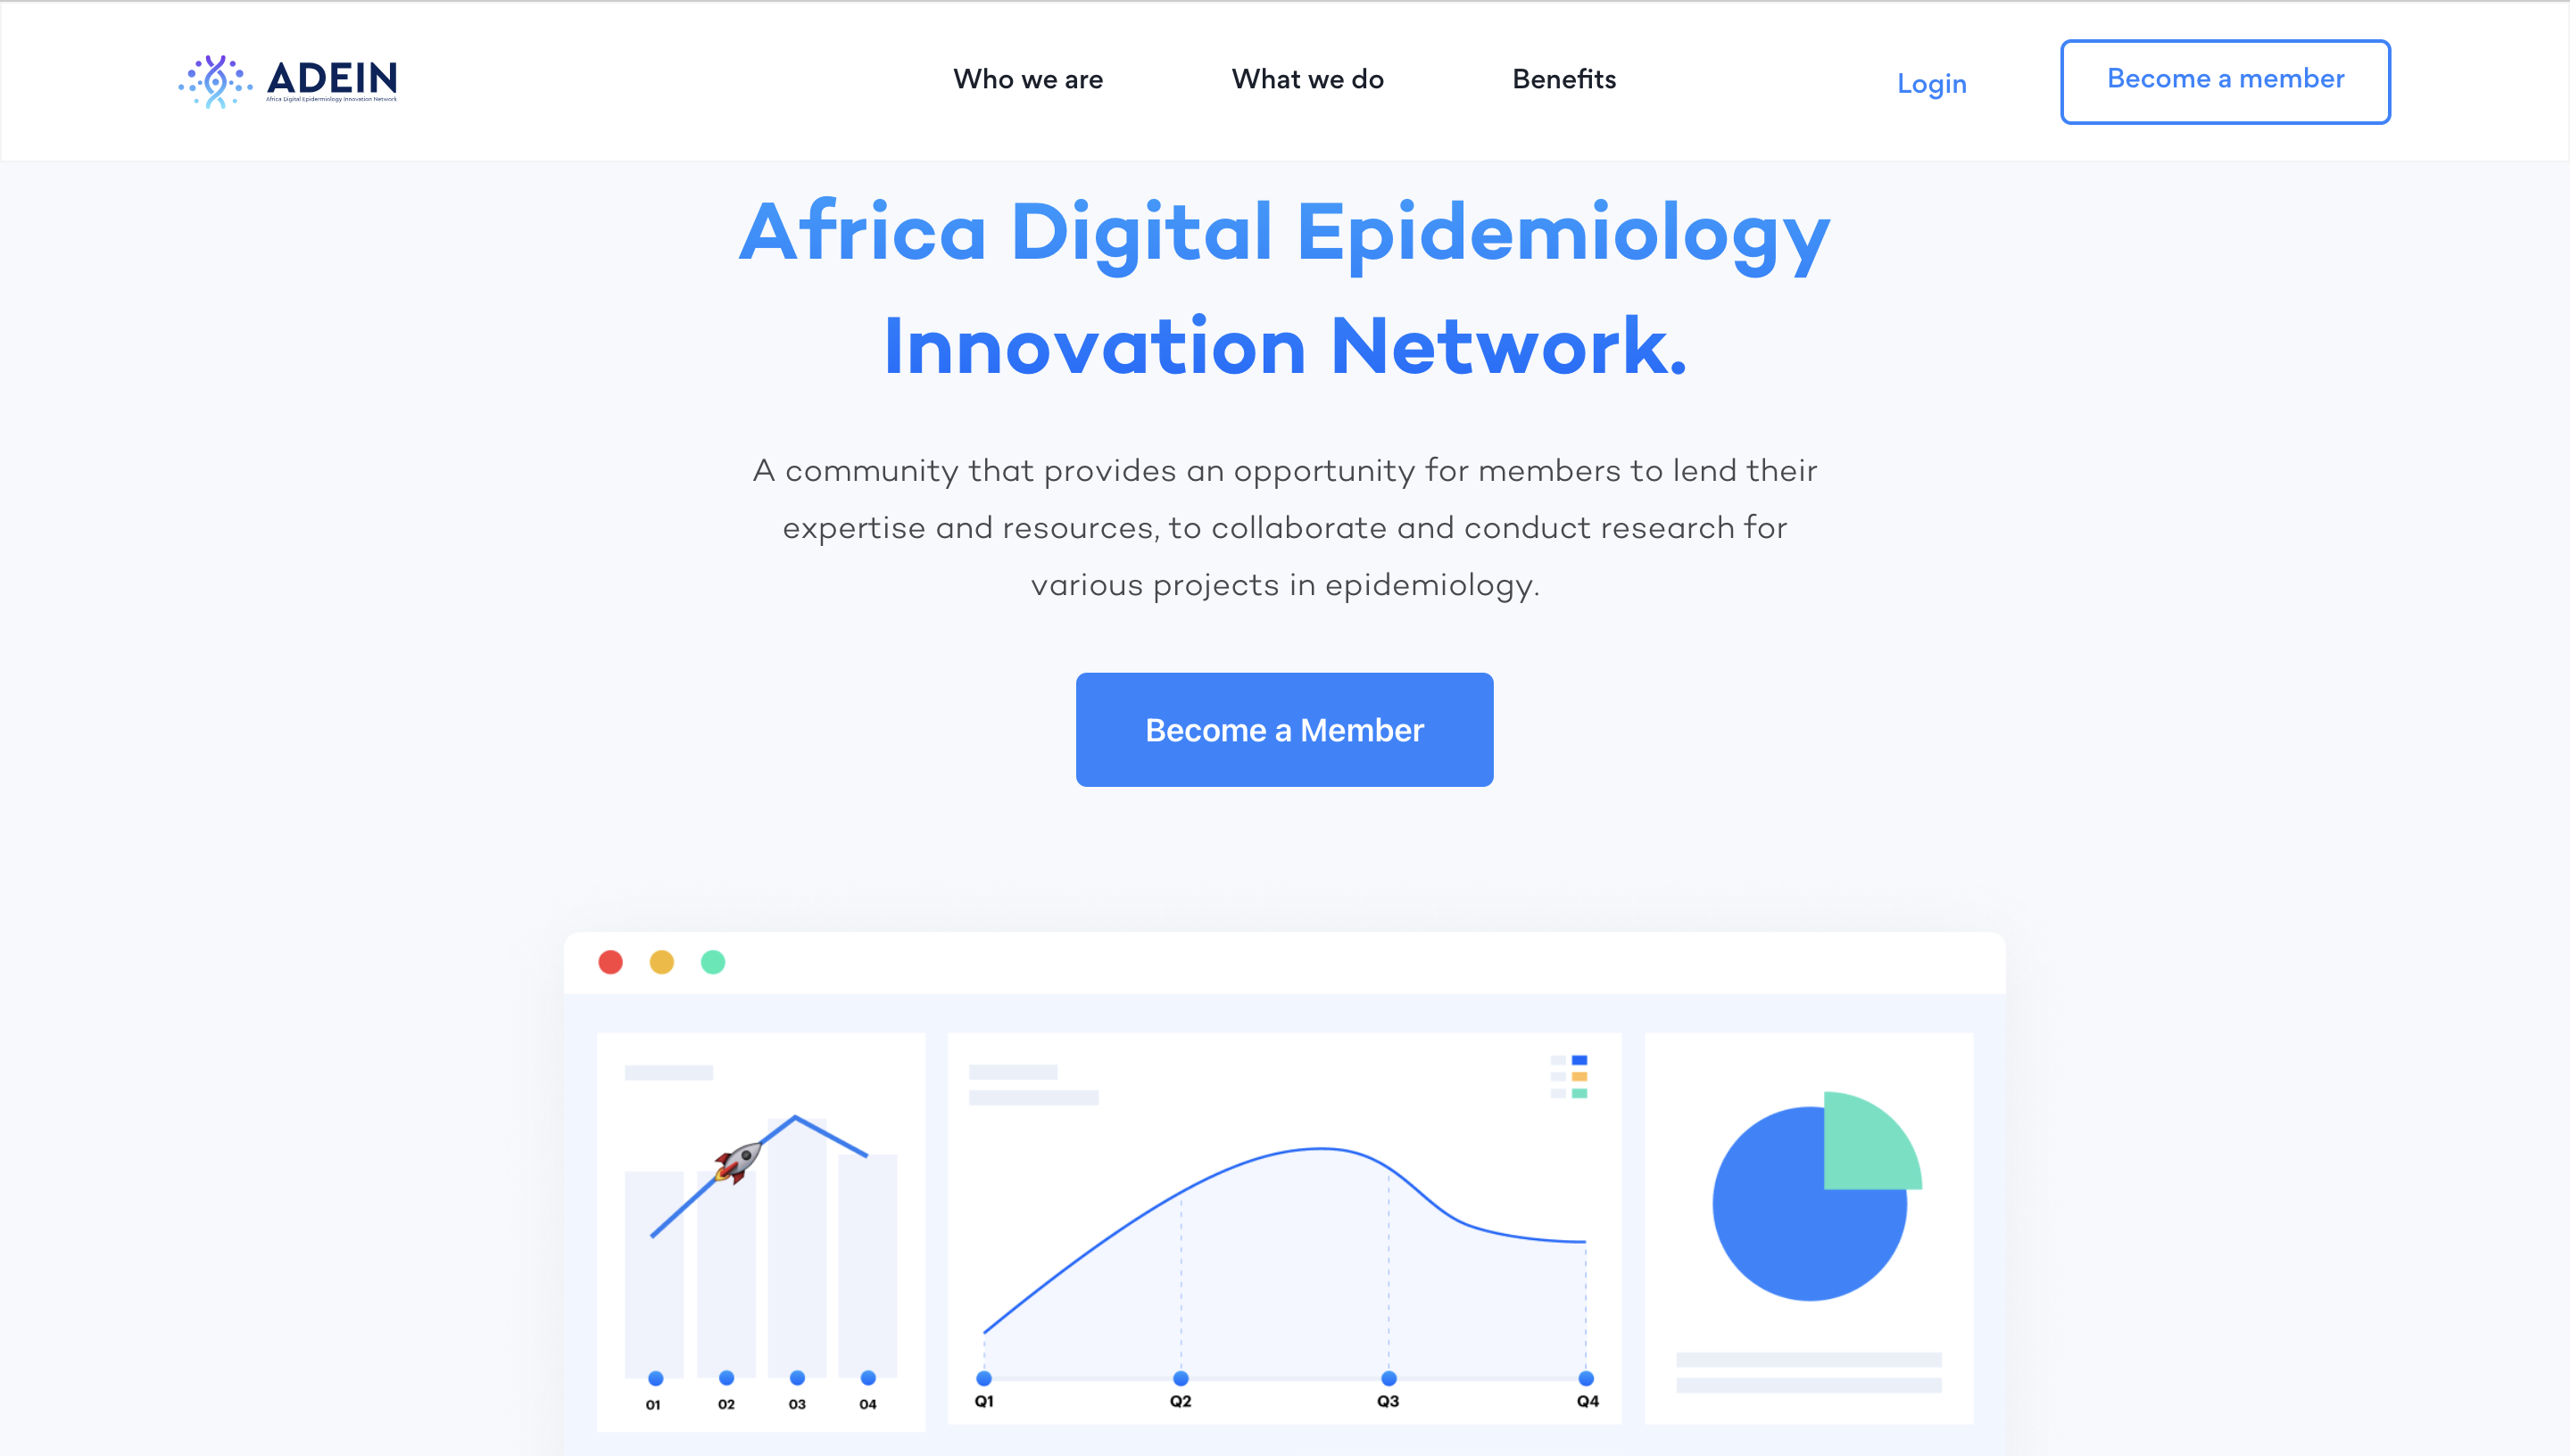 ADEIN
Africa Digital Epidemiology Innovation Network
Who we are
What we do
Benefits
Login
Become a member
Africa Digital Epidemiology
Innovation Network.
A community that provides an opportunity for members to lend their
expertise and resources, to collaborate and conduct research for
various projects in epidemiology.
Become a Member
01
02
03
04
Q1
Q2
Q3
Q4